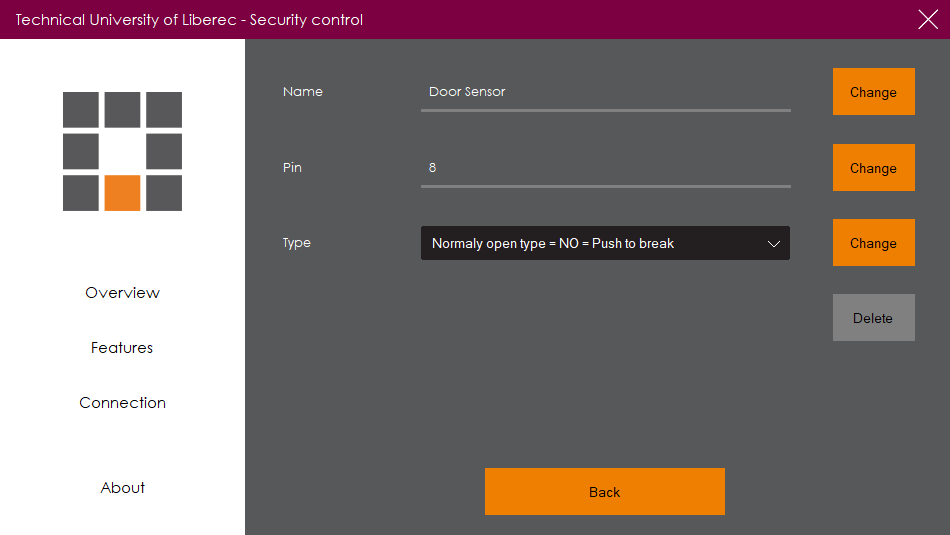 Technical University of Liberec - Security control
Name
Door Sensor
Change
Pin
8
Change
Type
Normaly open type = NO = Push to break
Change
Delete
Overview
Features
Connection
About
Back